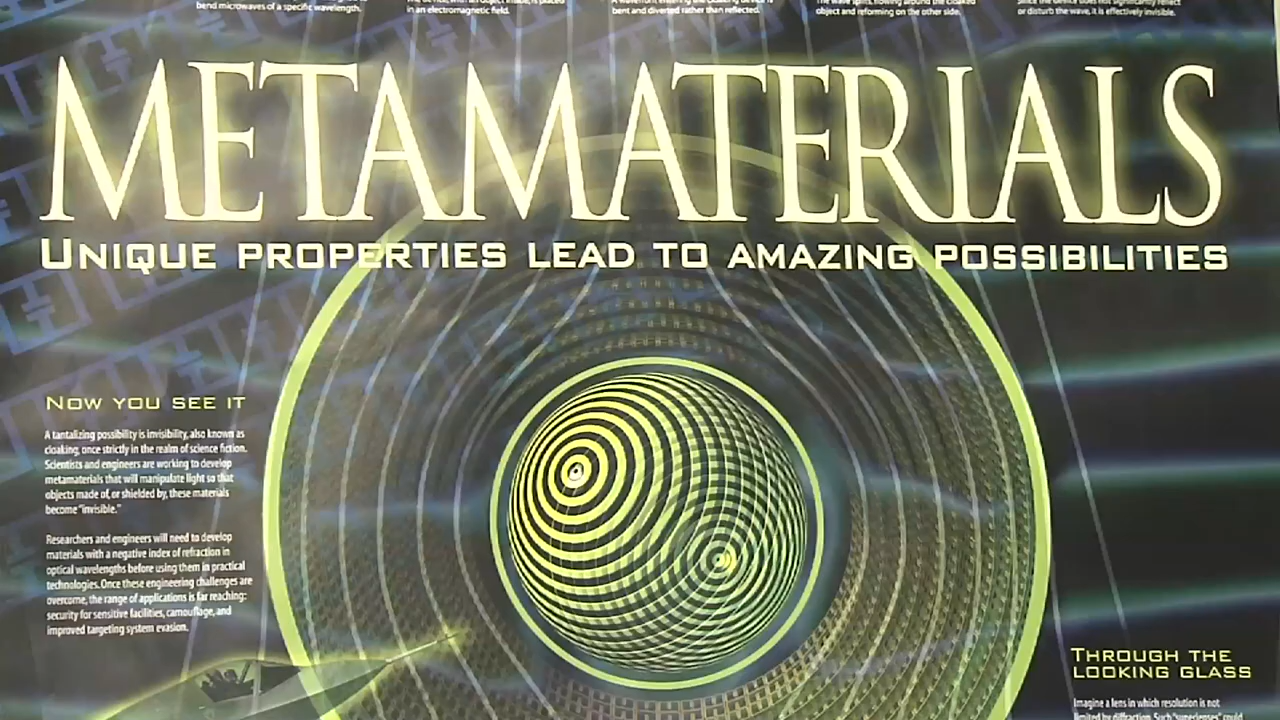 bend microwaves of a specific wavelength.
in an electromagnetic field.
bent and diverted rather than reflected.
object and reforming on the other side.
or disturb the wave, it is effectively invisible.
METAMATERIALS
UNIQUE PROPERTIES LEAD TO AMAZING POSSIBILITIES
NOW YOU SEE IT
A tantalizing possibility is invisibility, also known as
cloaking, once strictly in the realm of science fiction.
Scientists and engineers are working to develop
metamaterials that will manipulate light so that
objects made of, or shielded by, these materials
become "invisible."
Researchers and engineers will need to develop
materials with a negative index of refraction in
optical wavelengths before using them in practical
technologies. Once these engineering challenges are
overcome, the range of applications is far reaching:
security for sensitive facilities, camouflage, and
improved targeting system evasion.
THROUGH THE
LOOKING GLASS
Imagine a lens in which resolution is not
limited by diffraction. Such "superlenses" could